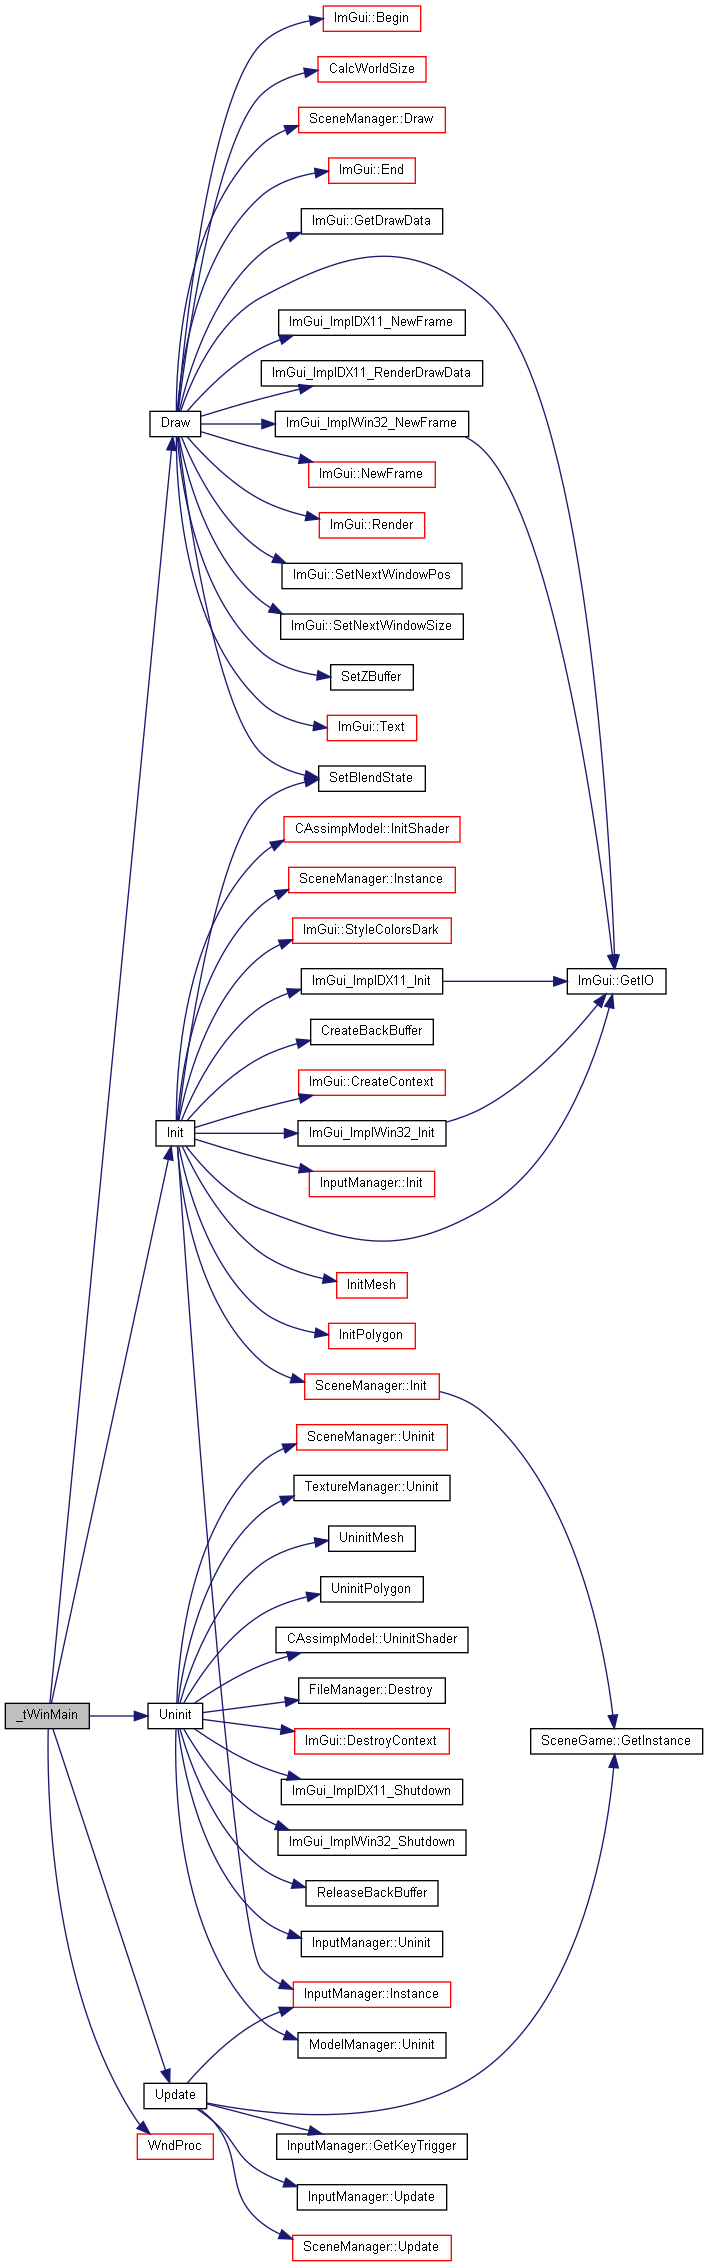 ImGui::Begin
CalcWorldSize
SceneManager::Draw
ImGui::End
ImGui::GetDrawData
ImGui_ImplDX11_NewFrame
ImGui_ImplDX11_RenderDrawData
Draw
ImGui_ImplWin32_NewFrame
ImGui::NewFrame
ImGui::Render
ImGui::SetNextWindowPos
ImGui::SetNextWindowSize
SetZBuffer
ImGui::Text
SetBlendState
CAssimpModel::InitShader
SceneManager::Instance
ImGui::StyleColorsDark
ImGui_ImplDX11_Init
ImGui::GetIO
CreateBackBuffer
ImGui::CreateContext
Init
ImGui_ImplWin32_Init
InputManager::Init
InitMesh
InitPolygon
SceneManager::Init
SceneManager::Uninit
TextureManager::Uninit
UninitMesh
UninitPolygon
CAssimpModel::UninitShader
FileManager::Destroy
_tWinMain
Uninit
ImGui::DestroyContext
SceneGame::GetInstance
ImGui_ImplDX11_Shutdown
ImGui_ImplWin32_Shutdown
ReleaseBackBuffer
InputManager::Uninit
InputManager::Instance
ModelManager::Uninit
Update
WndProc
InputManager::GetKeyTrigger
InputManager::Update
SceneManager::Update